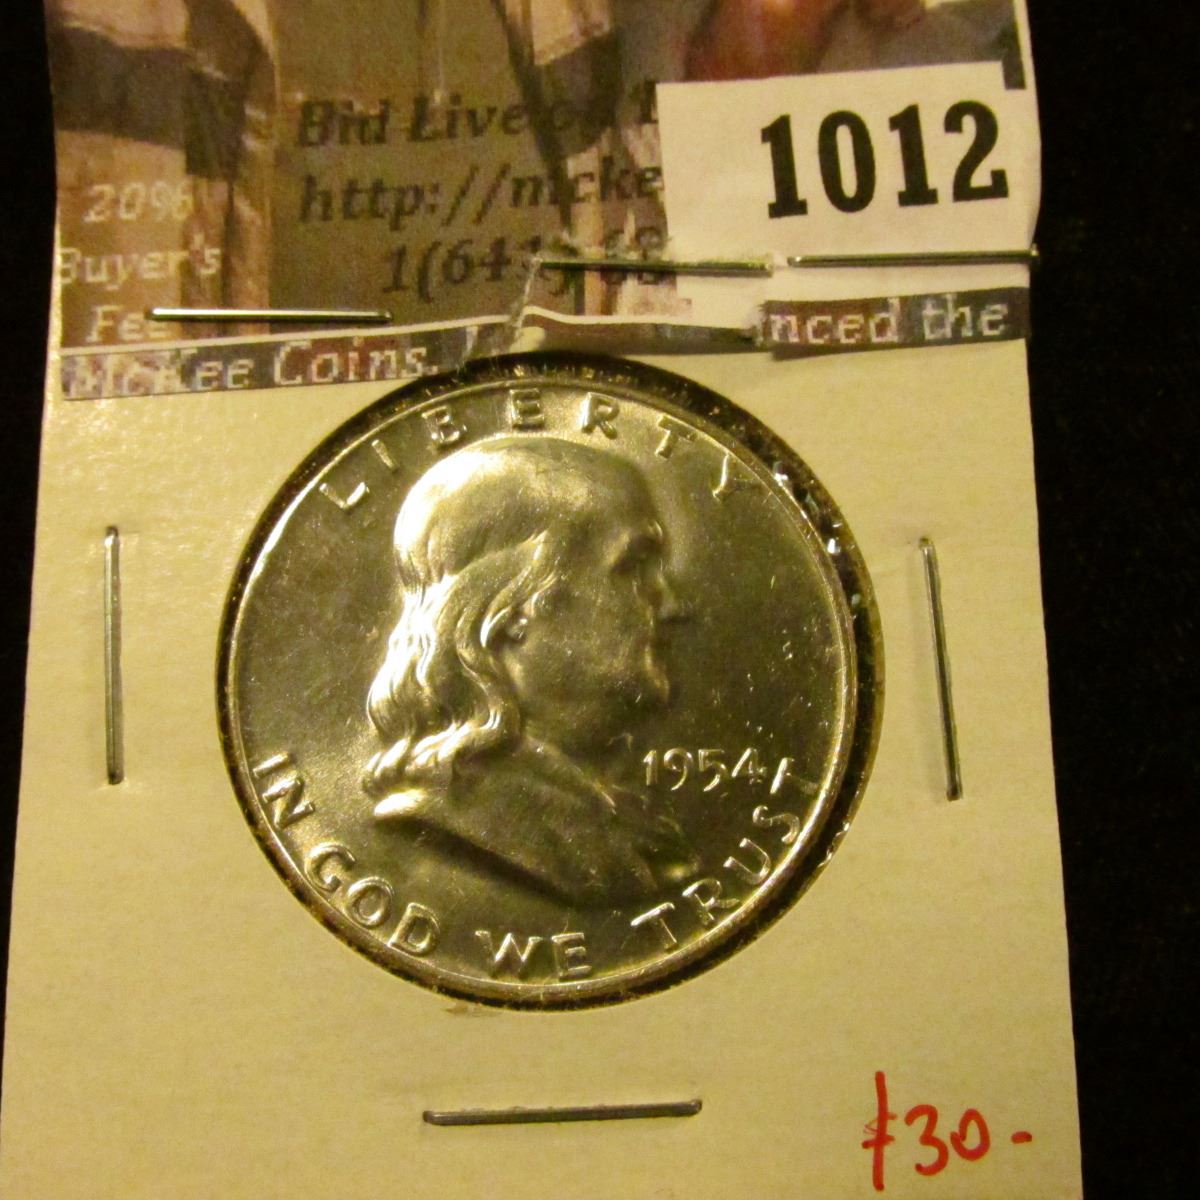 Bid Live
1012
http://mcke
20%
1(641)
Buyer's
Fee
McKee Coins.
nced the
LIBERTY
1954
IN GOD WE TRUST
$30-